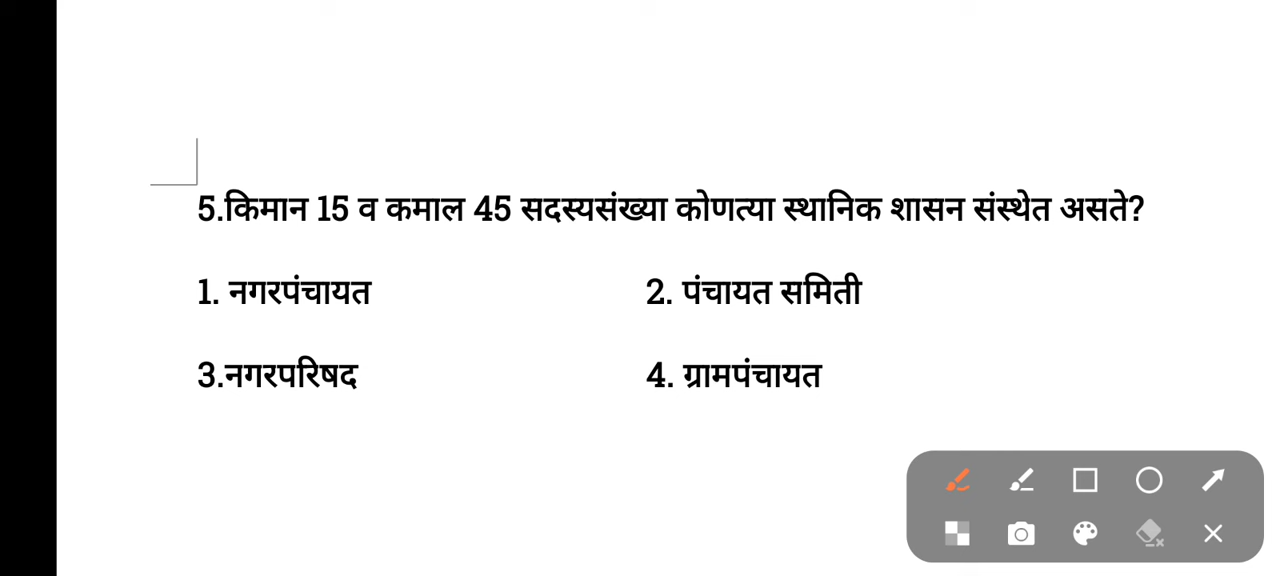 5.किमान 15 व कमाल 45 सदस्यसंख्या कोणत्या स्थानिक शासन संस्थेत असते?
1. नगरपंचायत 2. पंचायत समिती
3.नगरपरिषद 4. ग्रामपंचायत